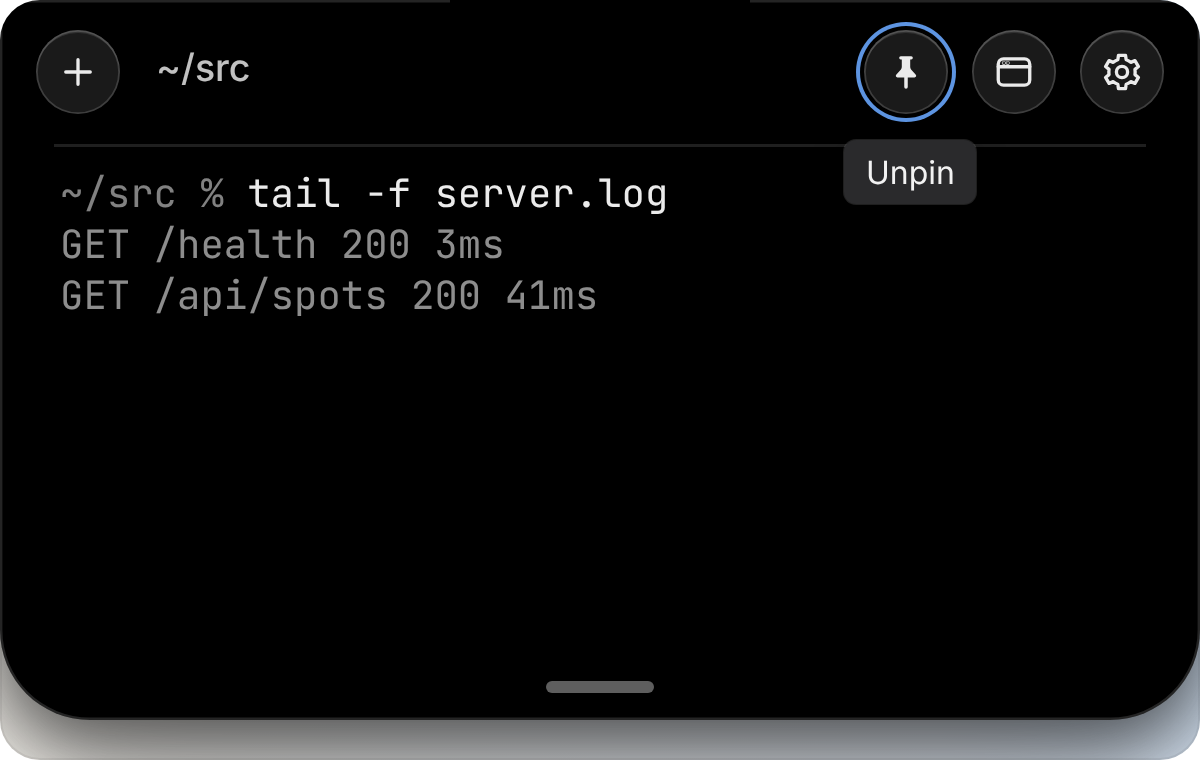 ~/src
Unpin
~/src % tail -f server.log
GET /health 200 3ms
GET /api/spots 200 41ms